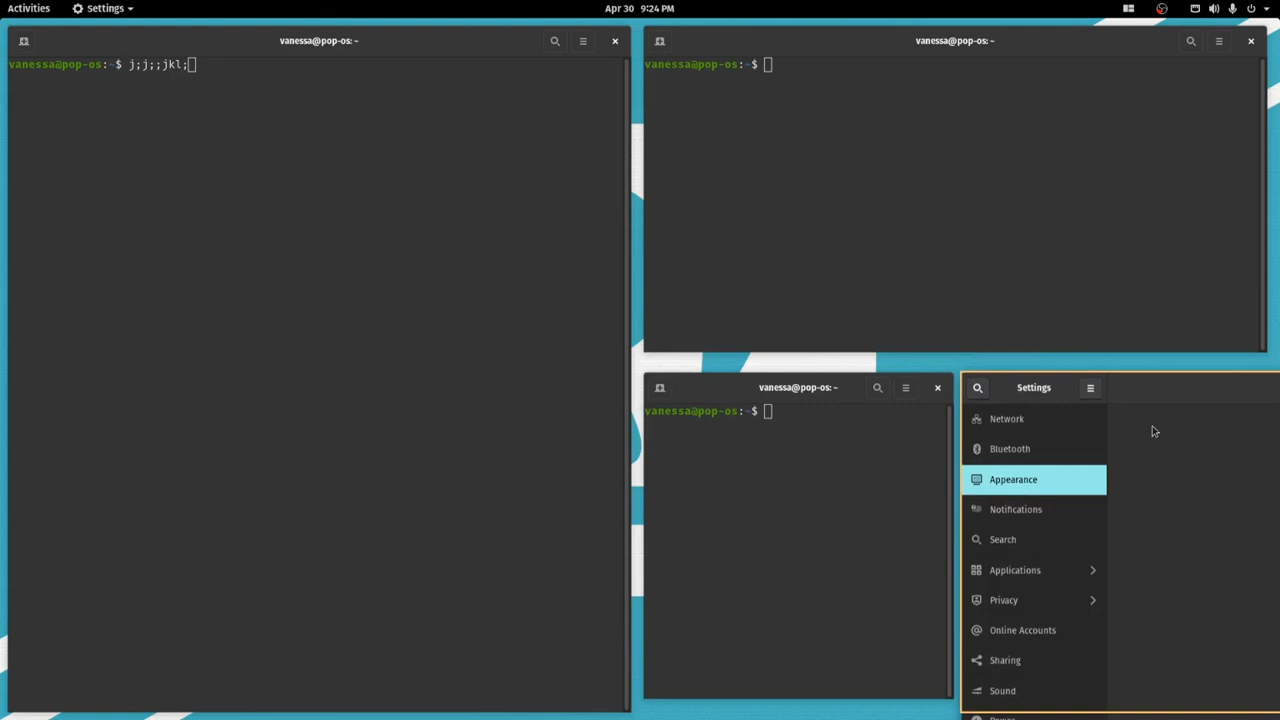 Activities
Settings
Apr 30 9:24 PM
vanessa@pop-os: ~
vanessa@pop-os:~$ j;j;;jkl;
vanessa@pop-os: ~
vanessa@pop-os:~$
vanessa@pop-os: ~
vanessa@pop-os:~$
Settings
Network
Bluetooth
Appearance
Notifications
Search
Applications
Privacy
Online Accounts
Sharing
Sound